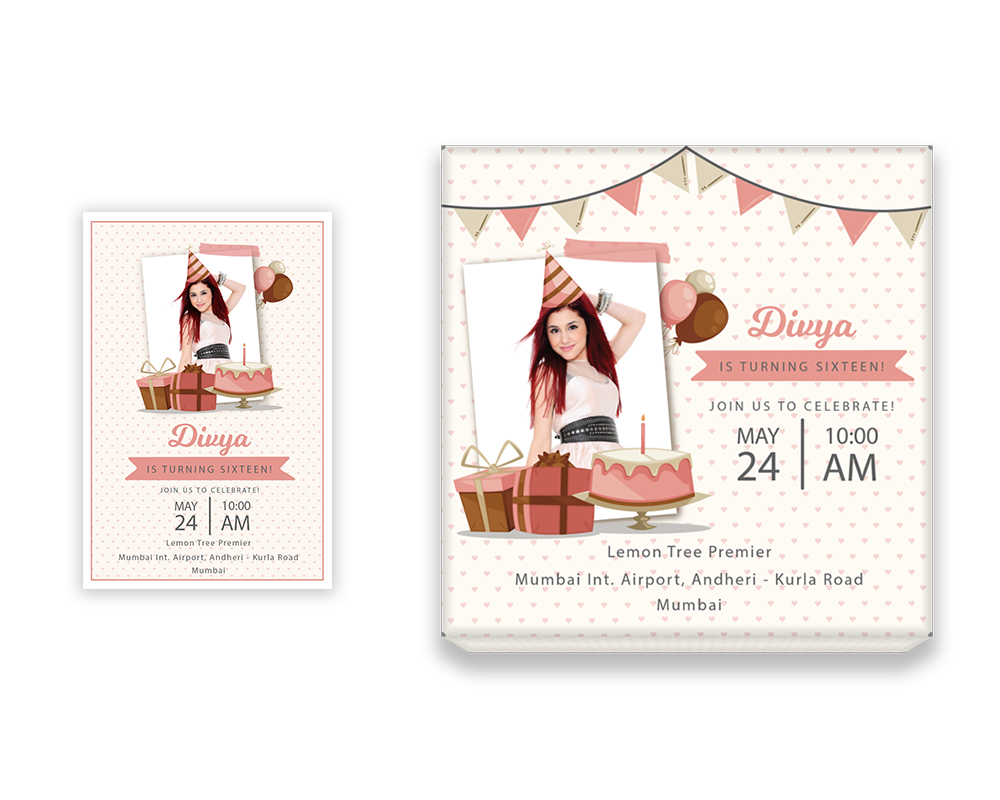 Divya
IS TURNING SIXTEEN!
JOIN US TO CELEBRATE!
MAY 10:00
24 AM
Lemon Tree Premier
Mumbai Int. Airport, Andheri - Kurla Road
Mumbai
Divya
IS TURNING SIXTEEN!
JOIN US TO CELEBRATE!
MAY 10:00
24 AM
Lemon Tree Premier
Mumbai Int. Airport, Andheri - Kurla Road
Mumbai